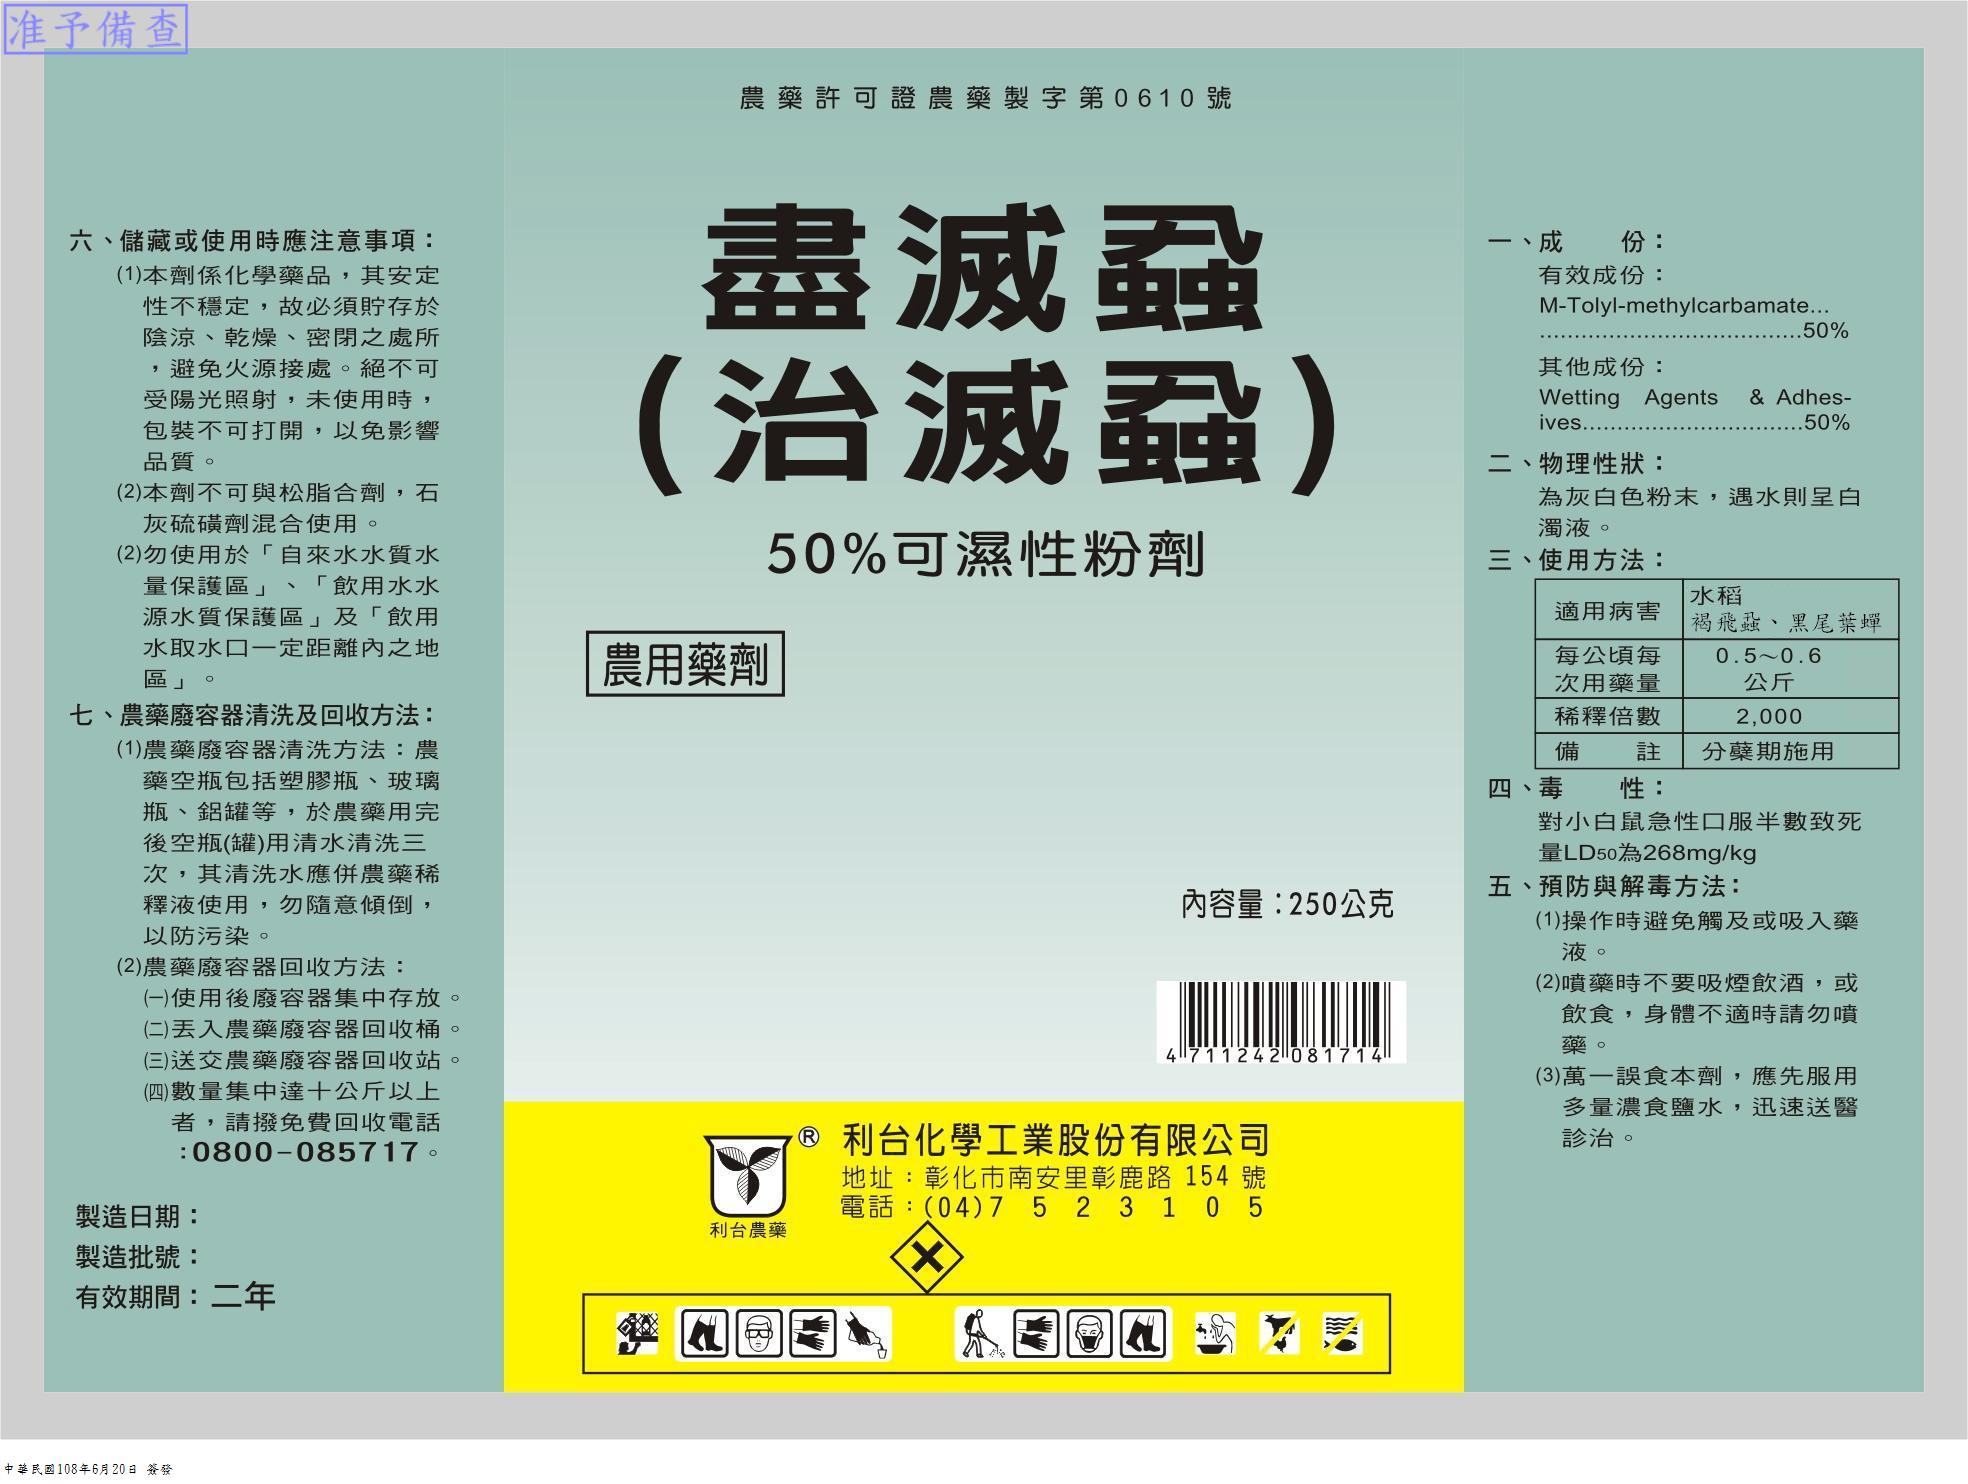 准予備查
農藥許可證農藥製字第0610號
盡滅蝨
(治滅蝨)
50%可濕性粉劑
農用藥劑
內容量：250公克
4 711242 081714
®
利台農藥
利台化學工業股份有限公司
地址：彰化市南安里彰鹿路 154 號
電話：(04)7 5 2 3 1 0 5
六、儲藏或使用時應注意事項：
(1)本劑係化學藥品，其安定
性不穩定，故必須貯存於
陰涼、乾燥、密閉之處所
，避免火源接處。絕不可
受陽光照射，未使用時，
包裝不可打開，以免影響
品質。
(2)本劑不可與松脂合劑，石
灰硫磺劑混合使用。
(2)勿使用於「自來水水質水
量保護區」、「飲用水水
源水質保護區」及「飲用
水取水口一定距離內之地
區」。
七、農藥廢容器清洗及回收方法：
(1)農藥廢容器清洗方法：農
藥空瓶包括塑膠瓶、玻璃
瓶、鋁罐等，於農藥用完
後空瓶(罐)用清水清洗三
次，其清洗水應併農藥稀
釋液使用，勿隨意傾倒，
以防污染。
(2)農藥廢容器回收方法：
㈠使用後廢容器集中存放。
㈡丟入農藥廢容器回收桶。
㈢送交農藥廢容器回收站。
㈣數量集中達十公斤以上
者，請撥免費回收電話
：0800-085717。
製造日期：
製造批號：
有效期間：二年
一、成　　份：
有效成份：
M-Tolyl-methylcarbamate...
......................................50%
其他成份：
Wetting Agents & Adhes-
ives................................50%
二、物理性狀：
為灰白色粉末，遇水則呈白
濁液。
三、使用方法：
適用病害 水稻
褐飛蝨、黑尾葉蟬
每公頃每 0.5~0.6
次用藥量 公斤
稀釋倍數 2,000
備　　註 分蘗期施用
四、毒　　性：
對小白鼠急性口服半數致死
量LD50為268mg/kg
五、預防與解毒方法：
(1)操作時避免觸及或吸入藥
液。
(2)噴藥時不要吸煙飲酒，或
飲食，身體不適時請勿噴
藥。
(3)萬一誤食本劑，應先服用
多量濃食鹽水，迅速送醫
診治。
中華民國108年6月20日 簽發